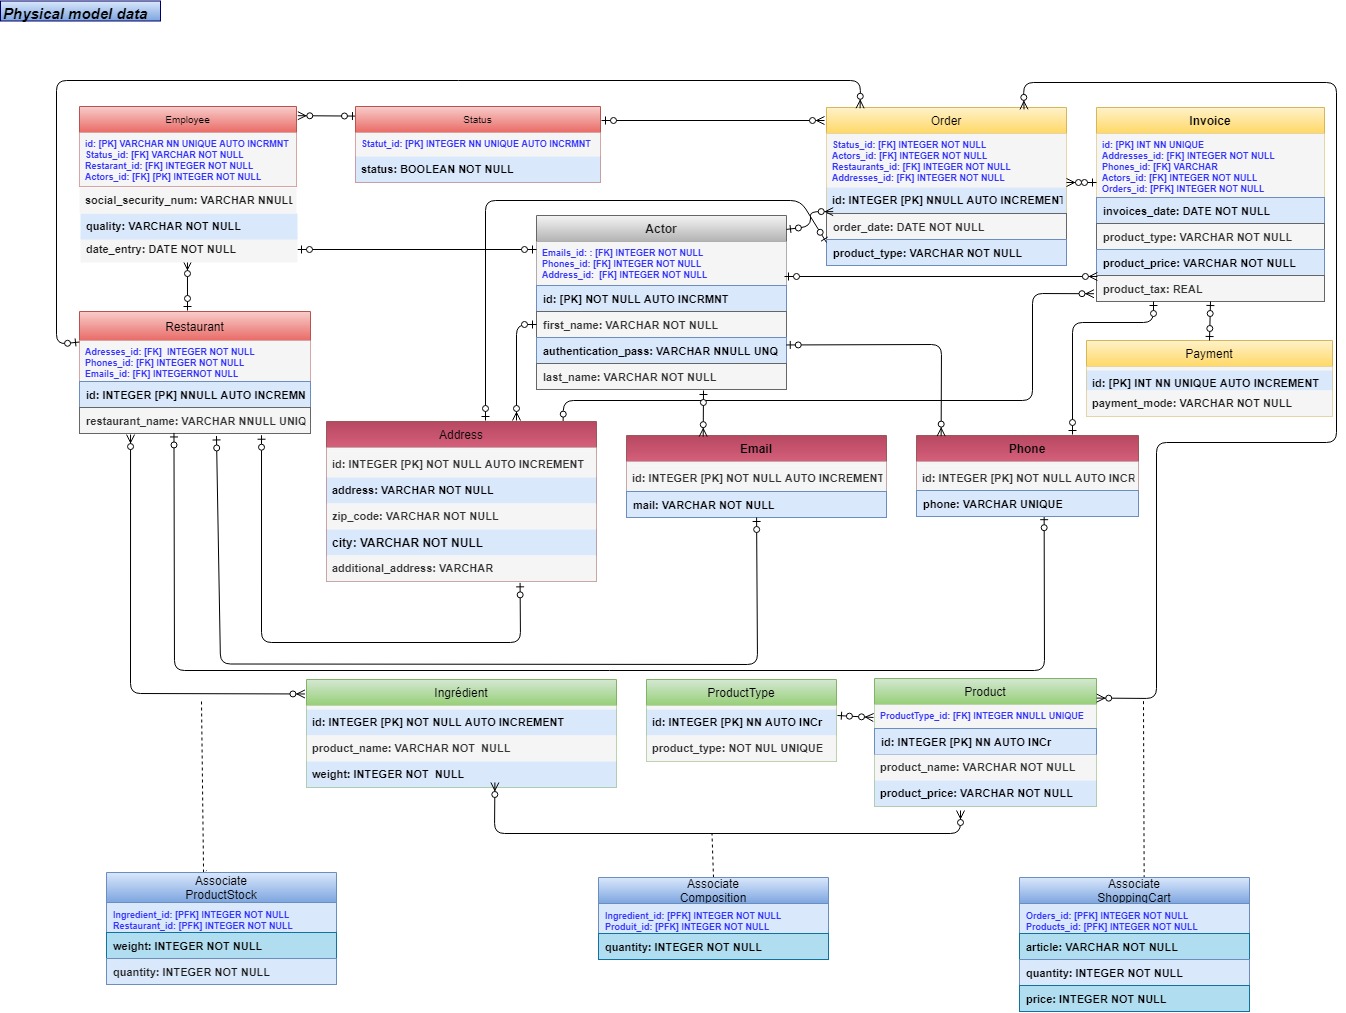 Physical model data
Employee
id: [PK] VARCHAR NN UNIQUE AUTO INCRMNT
Status_id: [FK] VARCHAR NOT NULL
Restarant_id: [FK] INTEGER NOT NULL
Actors_id: [FK] [PK] INTEGER NOT NULL
social_security_num: VARCHAR NNULL
quality: VARCHAR NOT NULL
date_entry: DATE NOT NULL
Status
Statut_id: [PK] INTEGER NN UNIQUE AUTO INCRMNT
status: BOOLEAN NOT NULL
Order
Status_id: [FK] INTEGER NOT NULL
Actors_id: [FK] INTEGER NOT NULL
Restaurants_id: [FK] INTEGER NOT NULL
Addresses_id: [FK] INTEGER NOT NULL
id: INTEGER [PK] NNULL AUTO INCREMENT
order_date: DATE NOT NULL
product_type: VARCHAR NOT NULL
Invoice
id: [PK] INT NN UNIQUE
Addresses_id: [FK] INTEGER NOT NULL
Phones_id: [FK] VARCHAR
Actors_id: [FK] INTEGER NOT NULL
Orders_id: [PFK] INTEGER NOT NULL
invoices_date: DATE NOT NULL
product_type: VARCHAR NOT NULL
product_price: VARCHAR NOT NULL
product_tax: REAL
Actor
Emails_id: : [FK] INTEGER NOT NULL
Phones_id: [FK] INTEGER NOT NULL
Address_id:  [FK] INTEGER NOT NULL
id: [PK] NOT NULL AUTO INCRMNT
first_name: VARCHAR NOT NULL
authentication_pass: VARCHAR NNULL UNQ
last_name: VARCHAR NOT NULL
Restaurant
Adresses_id: [FK]  INTEGER NOT NULL
Phones_id: [FK] INTEGER NOT NULL
Emails_id: [FK] INTEGERNOT NULL
id: INTEGER [PK] NNULL AUTO INCREMN
restaurant_name: VARCHAR NNULL UNIQ
Payment
id: [PK] INT NN UNIQUE AUTO INCREMENT
payment_mode: VARCHAR NOT NULL
Address
id: INTEGER [PK] NOT NULL AUTO INCREMENT
address: VARCHAR NOT NULL
zip_code: VARCHAR NOT NULL
city: VARCHAR NOT NULL
additional_address: VARCHAR
Email
id: INTEGER [PK] NOT NULL AUTO INCREMENT
mail: VARCHAR NOT NULL
Phone
id: INTEGER [PK] NOT NULL AUTO INCR
phone: VARCHAR UNIQUE
Ingrédient
id: INTEGER [PK] NOT NULL AUTO INCREMENT
product_name: VARCHAR NOT  NULL
weight: INTEGER NOT  NULL
ProductType
id: INTEGER [PK] NN AUTO INCr
product_type: NOT NUL UNIQUE
Product
ProductType_id: [FK] INTEGER NNULL UNIQUE
id: INTEGER [PK] NN AUTO INCr
product_name: VARCHAR NOT NULL
product_price: VARCHAR NOT NULL
Associate
ProductStock
Ingredient_id: [PFK] INTEGER NOT NULL
Restaurant_id: [PFK] INTEGER NOT NULL
weight: INTEGER NOT NULL
quantity: INTEGER NOT NULL
Associate
Composition
Ingredient_id: [PFK] INTEGER NOT NULL
Produit_id: [PFK] INTEGER NOT NULL
quantity: INTEGER NOT NULL
Associate
ShoppingCart
Orders_id: [PFK] INTEGER NOT NULL
Products_id: [PFK] INTEGER NOT NULL
article: VARCHAR NOT NULL
quantity: INTEGER NOT NULL
price: INTEGER NOT NULL